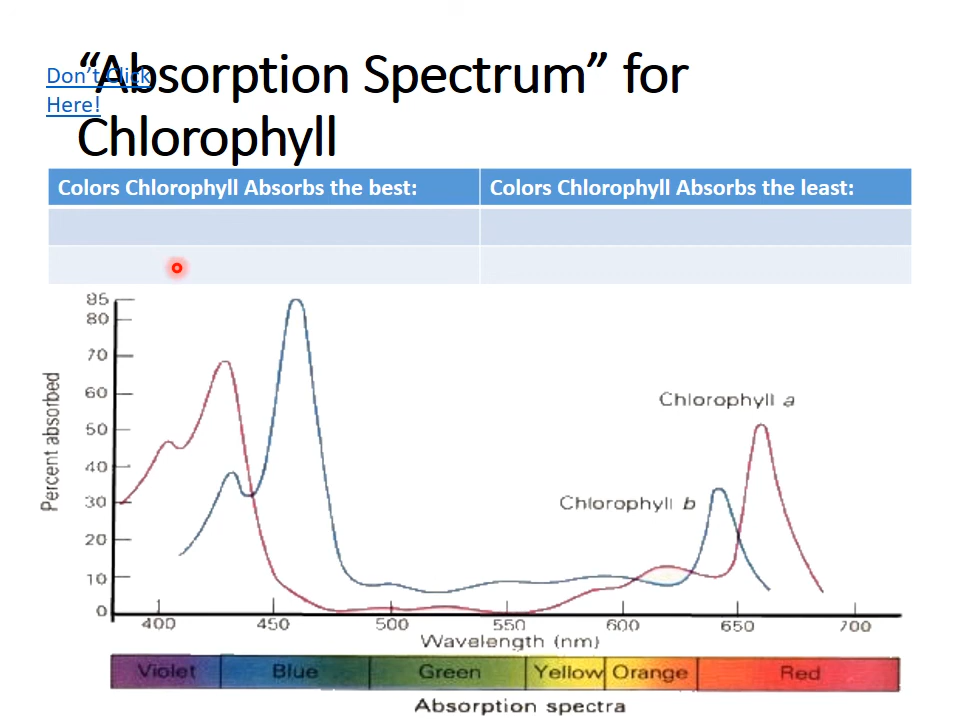 “Absorption Spectrum” for
Chlorophyll
Don’t Click
Here!
Colors Chlorophyll Absorbs the best:
Colors Chlorophyll Absorbs the least:
85
80
70
60
50
40
30
20
10
0
Percent absorbed
Chlorophyll a
Chlorophyll b
400 450 500 550 600 650 700
Wavelength (nm)
Violet Blue Green Yellow Orange Red
Absorption spectra